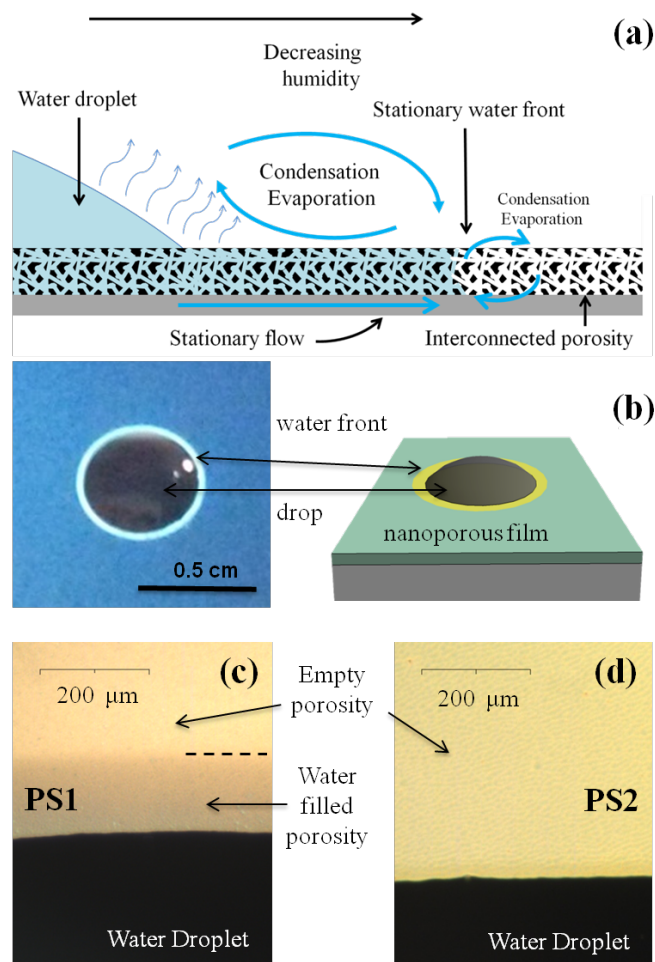 (a)
Decreasing
humidity
Water droplet
Stationary water front
Condensation
Evaporation
Condensation
Evaporation
Stationary flow
Interconnected porosity
(b)
water front
drop
nanoporous film
0.5 cm
(c)
200 μm
Empty
porosity
(d)
200 μm
PS1
Water
filled
porosity
PS2
Water Droplet
Water Droplet